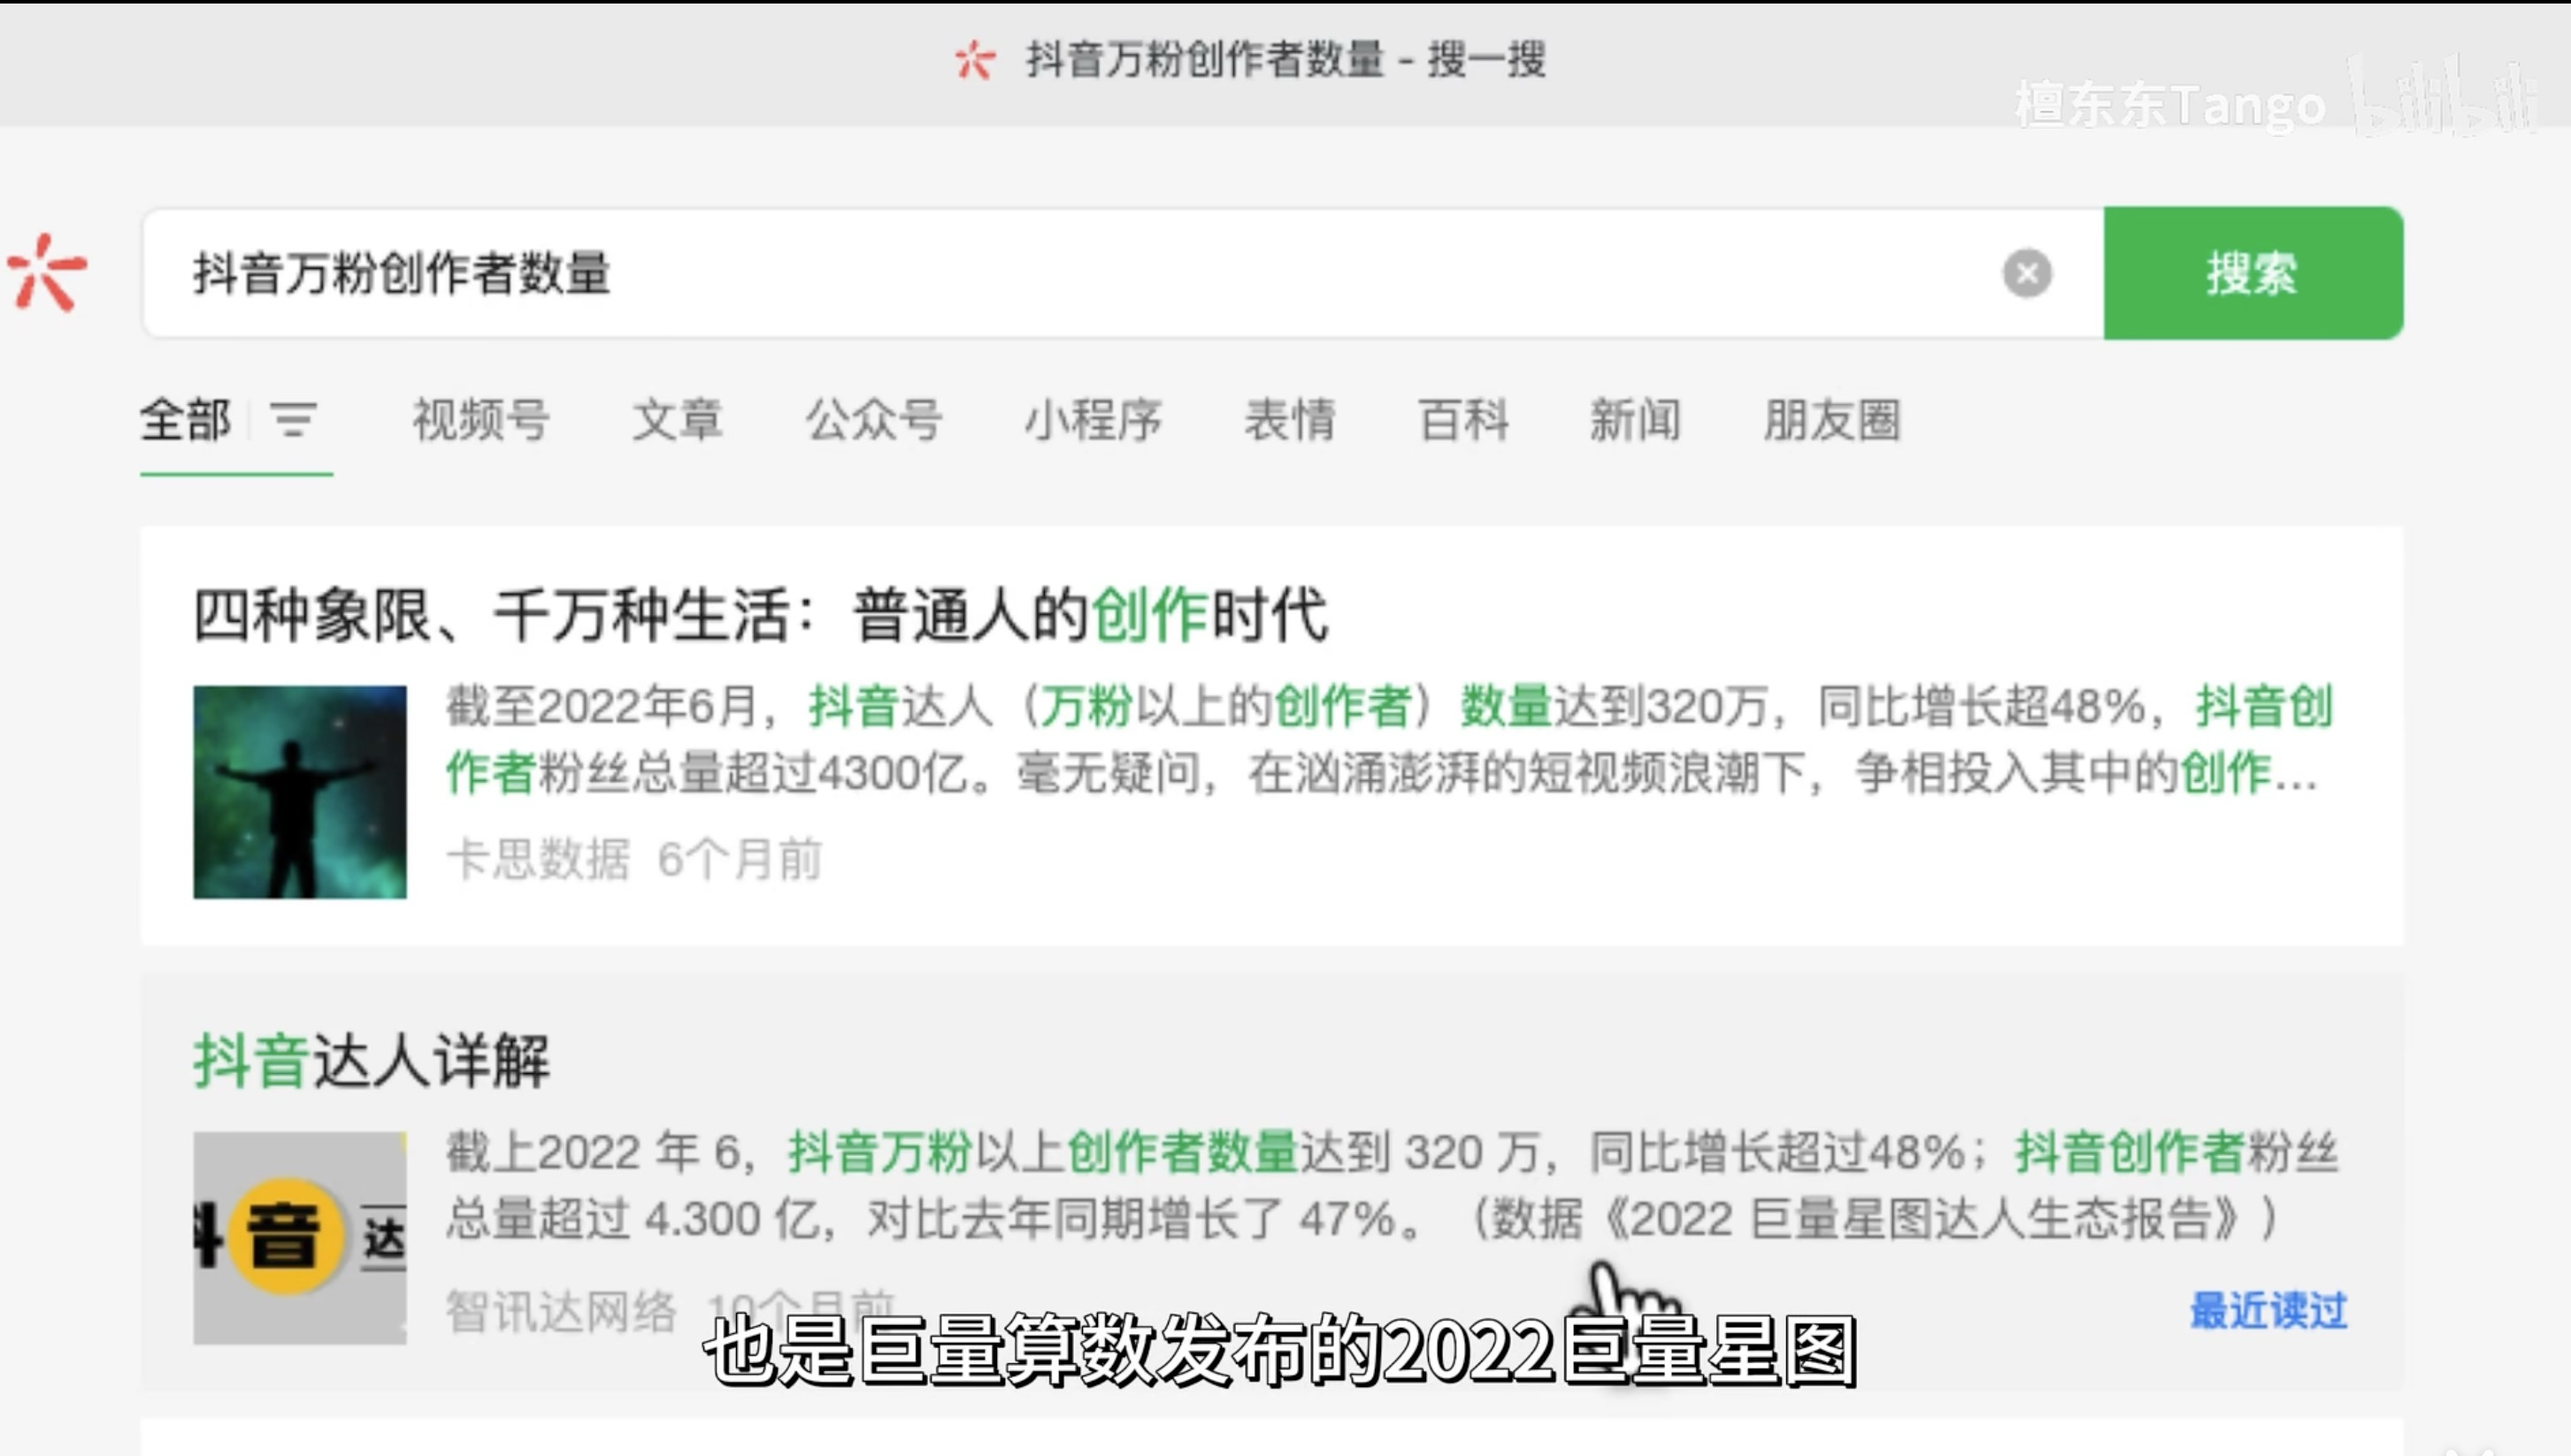 抖音万粉创作者数量 - 搜一搜
檀东东Tango bilibili
抖音万粉创作者数量
搜索
全部 视频号 文章 公众号 小程序 表情 百科 新闻 朋友圈
四种象限、千万种生活：普通人的创作时代
截至2022年6月，抖音达人（万粉以上的创作者）数量达到320万，同比增长超48%，抖音创
作者粉丝总量超过4300亿。毫无疑问，在汹涌澎湃的短视频浪潮下，争相投入其中的创作...
卡思数据 6个月前
抖音达人详解
截上2022 年 6，抖音万粉以上创作者数量达到 320 万，同比增长超过48%；抖音创作者粉丝
总量超过 4.300 亿，对比去年同期增长了 47%。（数据《2022 巨量星图达人生态报告》）
音 达
智讯达网络 10个月前
最近读过
也是巨量算数发布的2022巨量星图